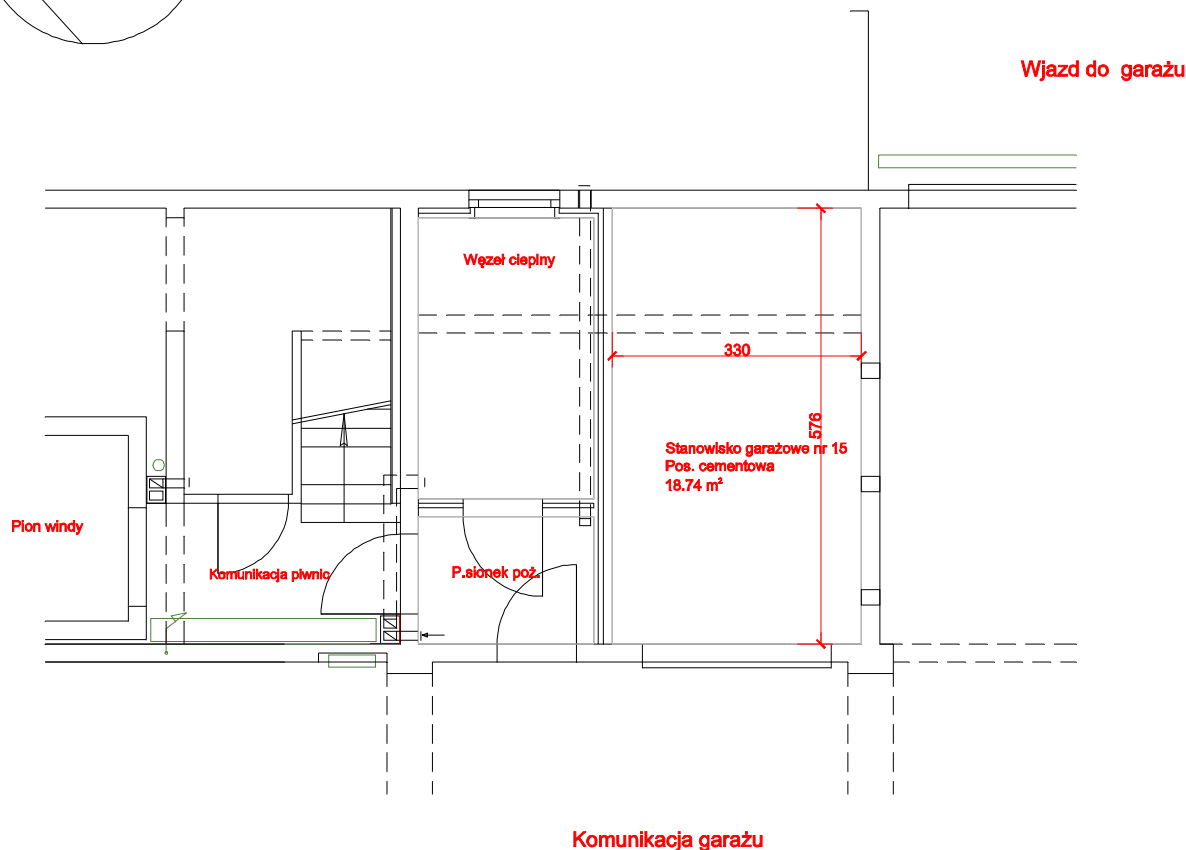 Wjazd do garażu
Węzeł cieplny
330
576
Stanowisko garażowe nr 15
Pos. cementowa
18.74 m²
Pion windy
Komunikacja piwnic
P.sionek poż.
Komunikacja garażu